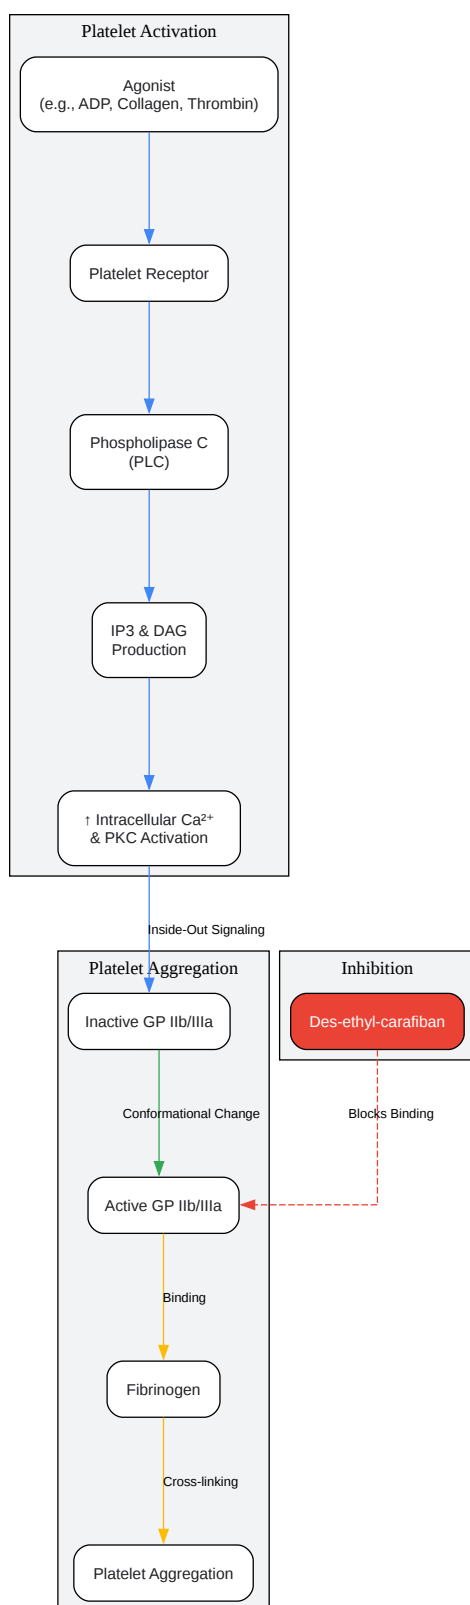 Platelet Activation
Agonist
(e.g., ADP, Collagen, Thrombin)
Platelet Receptor
Phospholipase C
(PLC)
IP3 & DAG
Production
↑ Intracellular Ca²⁺
& PKC Activation
Inside-Out Signaling
Platelet Aggregation
Inhibition
Inactive GP IIb/IIIa
Des-ethyl-carafiban
Conformational Change
Blocks Binding
Active GP IIb/IIIa
Binding
Fibrinogen
Cross-linking
Platelet Aggregation